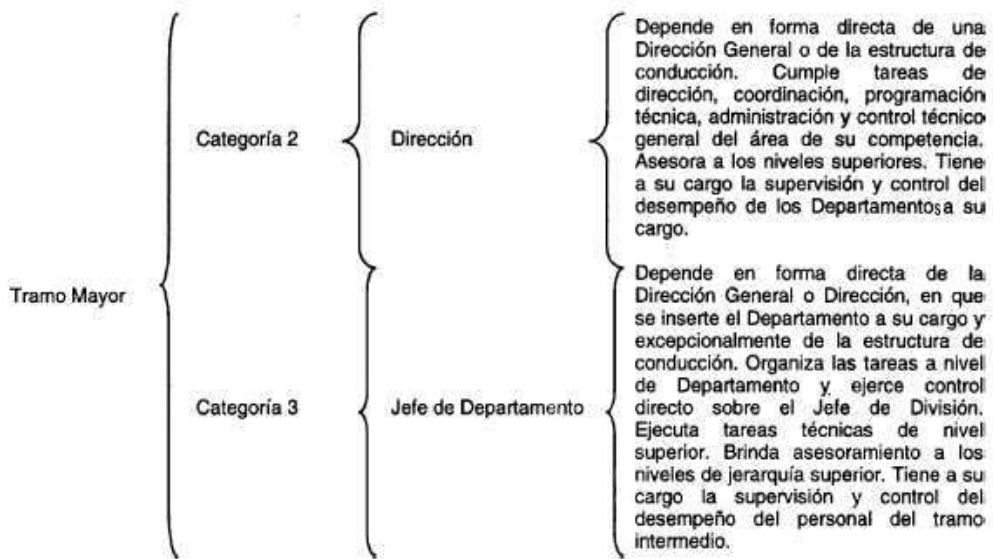 Depende en forma directa de una
Dirección General o de la estructura de
conducción. Cumple tareas de
dirección, coordinación, programación
técnica, administración y control técnico
general del área de su competencia.
Asesora a los niveles superiores. Tiene
a su cargo la supervisión y control del
desempeño de los Departamentos a su
cargo.
Categoría 2
Dirección
Tramo Mayor
Depende en forma directa de la
Dirección General o Dirección, en que
se inserte el Departamento a su cargo y
excepcionalmente de la estructura de
conducción. Organiza las tareas a nivel
de Departamento y ejerce control
directo sobre el Jefe de División.
Ejecuta tareas técnicas de nivel
superior. Brinda asesoramiento a los
niveles de jerarquía superior. Tiene a su
cargo la supervisión y control del
desempeño del personal del tramo
intermedio.
Categoría 3
Jefe de Departamento